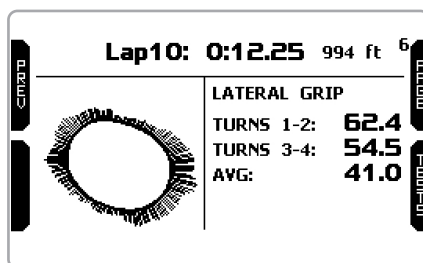 Lap10: 0:12.25 994 ft 6
PREV
PAGE
LATERAL GRIP
TURNS 1-2: 62.4
TURNS 3-4: 54.5
AVG: 41.0
TESTS